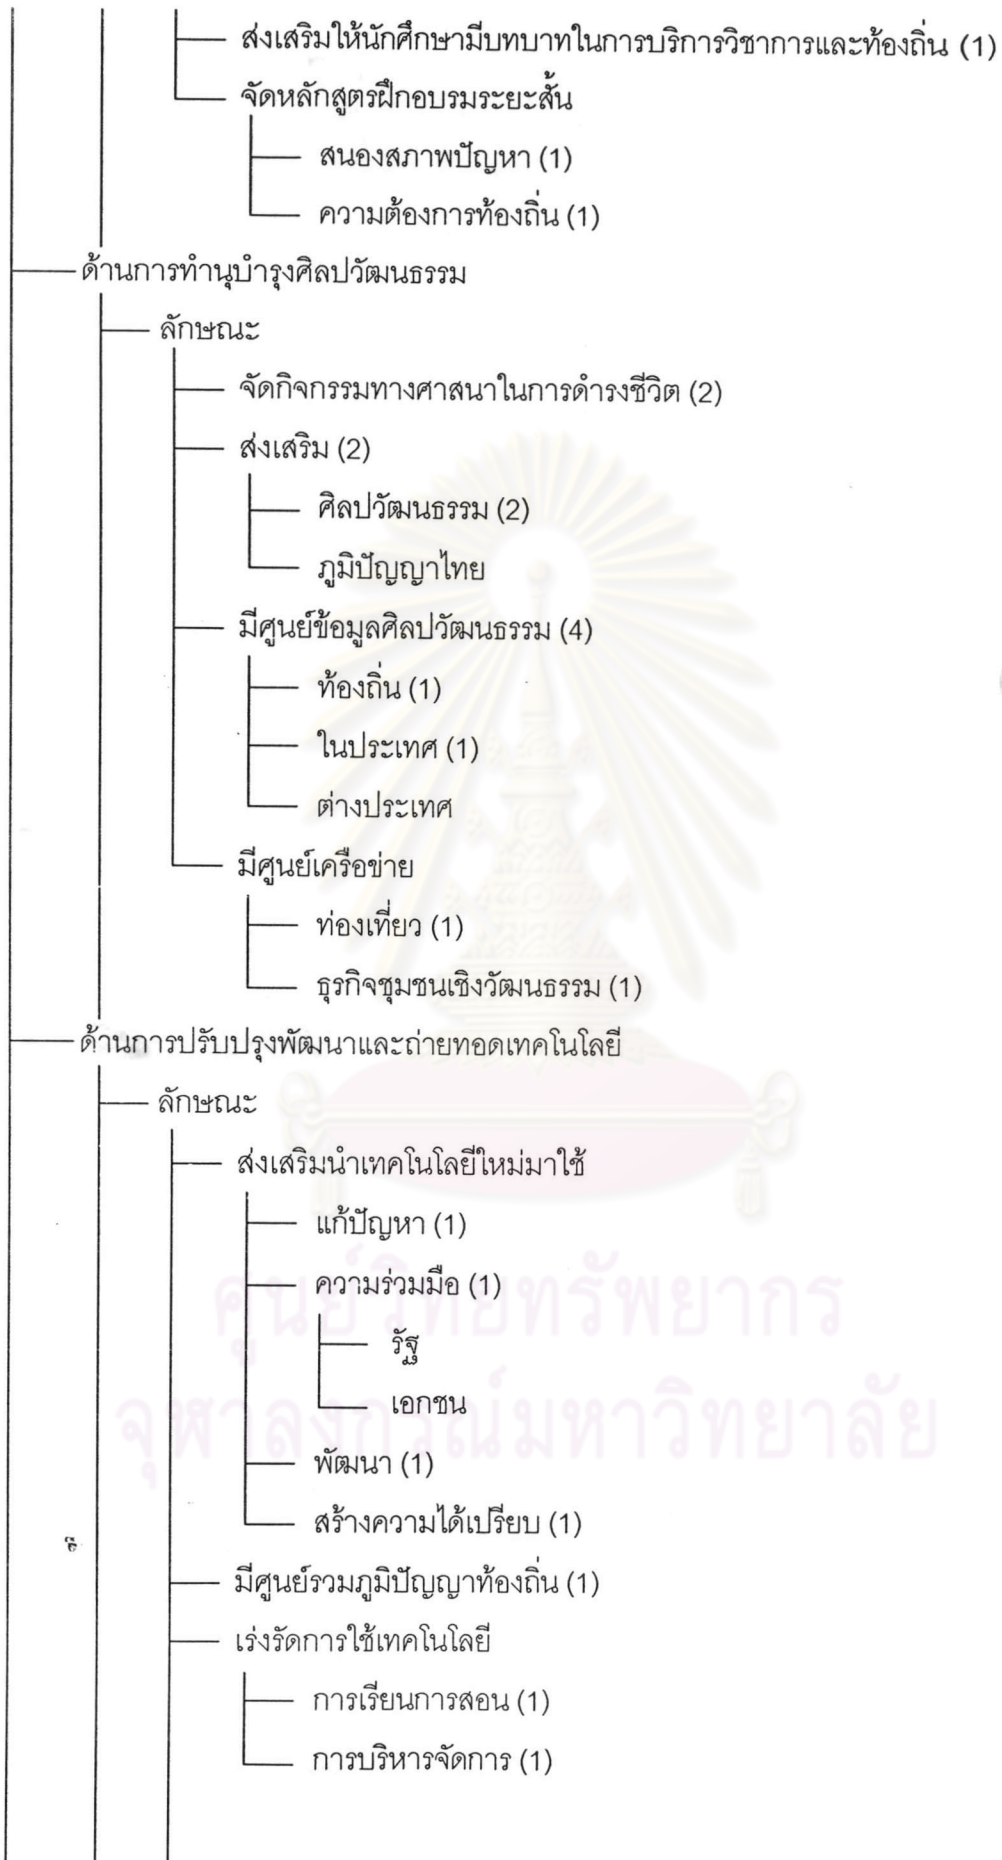 ส่งเสริมให้นักศึกษามีบทบาทในการบริการวิชาการและท้องถิ่น (1)
จัดหลักสูตรฝึกอบรมระยะสั้น
สนองสภาพปัญหา (1)
ความต้องการท้องถิ่น (1)
ด้านการทำนุบำรุงศิลปวัฒนธรรม
ลักษณะ
จัดกิจกรรมทางศาสนาในการดำรงชีวิต (2)
ส่งเสริม (2)
ศิลปวัฒนธรรม (2)
ภูมิปัญญาไทย
มีศูนย์ข้อมูลศิลปวัฒนธรรม (4)
ท้องถิ่น (1)
ในประเทศ (1)
ต่างประเทศ
มีศูนย์เครือข่าย
ท่องเที่ยว (1)
ธุรกิจชุมชนเชิงวัฒนธรรม (1)
ด้านการปรับปรุงพัฒนาและถ่ายทอดเทคโนโลยี
ลักษณะ
ส่งเสริมนำเทคโนโลยีใหม่มาใช้
แก้ปัญหา (1)
ความร่วมมือ (1)
รัฐ
เอกชน
พัฒนา (1)
สร้างความได้เปรียบ (1)
มีศูนย์รวมภูมิปัญญาท้องถิ่น (1)
เร่งรัดการใช้เทคโนโลยี
การเรียนการสอน (1)
การบริหารจัดการ (1)
ศูนย์วิทยทรัพยากร
จุฬาลงกรณ์มหาวิทยาลัย